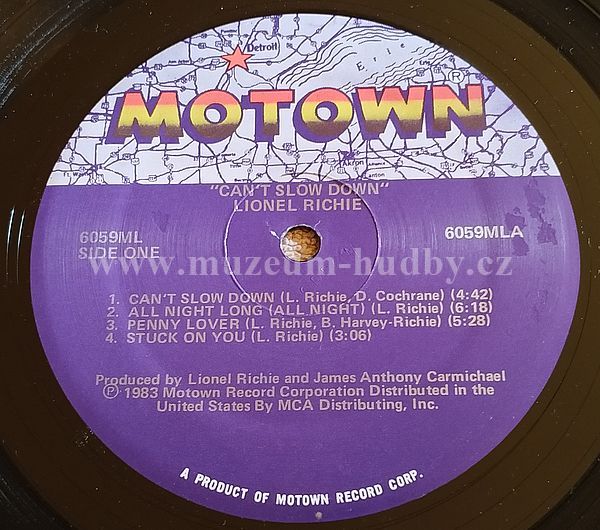 Detroit
Erie
MOTOWN®
Akron
Canton
"CAN'T SLOW DOWN"
LIONEL RICHIE
6059ML
6059MLA
SIDE ONE
www.muzeum-hudby.cz
1. CAN'T SLOW DOWN (L. Richie, D. Cochrane) (4:42)
2. ALL NIGHT LONG (ALL NIGHT) (L. Richie) (6:18)
3. PENNY LOVER (L. Richie, B. Harvey-Richie) (5:28)
4. STUCK ON YOU (L. Richie) (3:06)
Produced by Lionel Richie and James Anthony Carmichael
℗ 1983 Motown Record Corporation Distributed in the
United States By MCA Distributing, Inc.
A PRODUCT OF MOTOWN RECORD CORP.